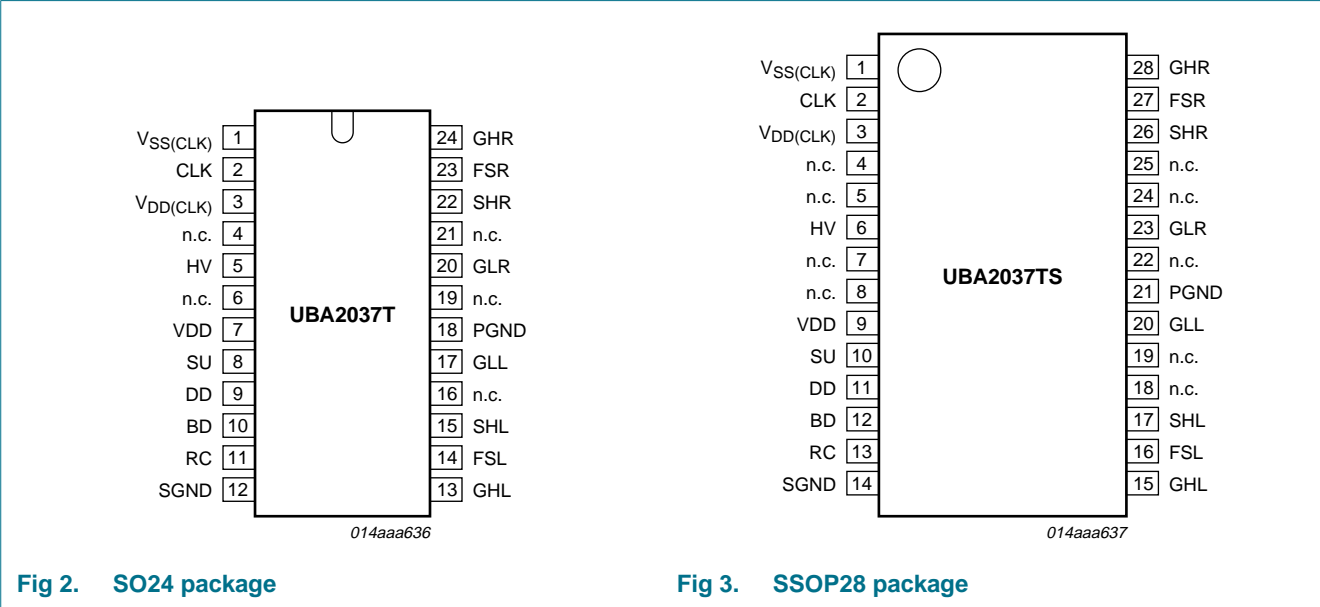 VSS(CLK) 1
CLK 2
VDD(CLK) 3
n.c. 4
HV 5
n.c. 6
VDD 7
SU 8
DD 9
BD 10
RC 11
SGND 12
UBA2037T
24 GHR
23 FSR
22 SHR
21 n.c.
20 GLR
19 n.c.
18 PGND
17 GLL
16 n.c.
15 SHL
14 FSL
13 GHL
014aaa636
Fig 2. SO24 package
VSS(CLK) 1
CLK 2
VDD(CLK) 3
n.c. 4
n.c. 5
HV 6
n.c. 7
n.c. 8
VDD 9
SU 10
DD 11
BD 12
RC 13
SGND 14
UBA2037TS
28 GHR
27 FSR
26 SHR
25 n.c.
24 n.c.
23 GLR
22 n.c.
21 PGND
20 GLL
19 n.c.
18 n.c.
17 SHL
16 FSL
15 GHL
014aaa637
Fig 3. SSOP28 package